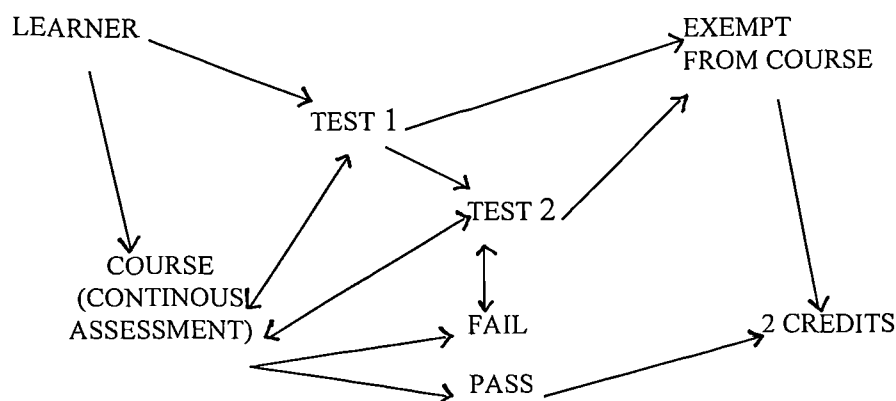 LEARNER
EXEMPT
FROM COURSE
TEST 1
TEST 2
COURSE
(CONTINOUS
ASSESSMENT)
FAIL
2 CREDITS
PASS